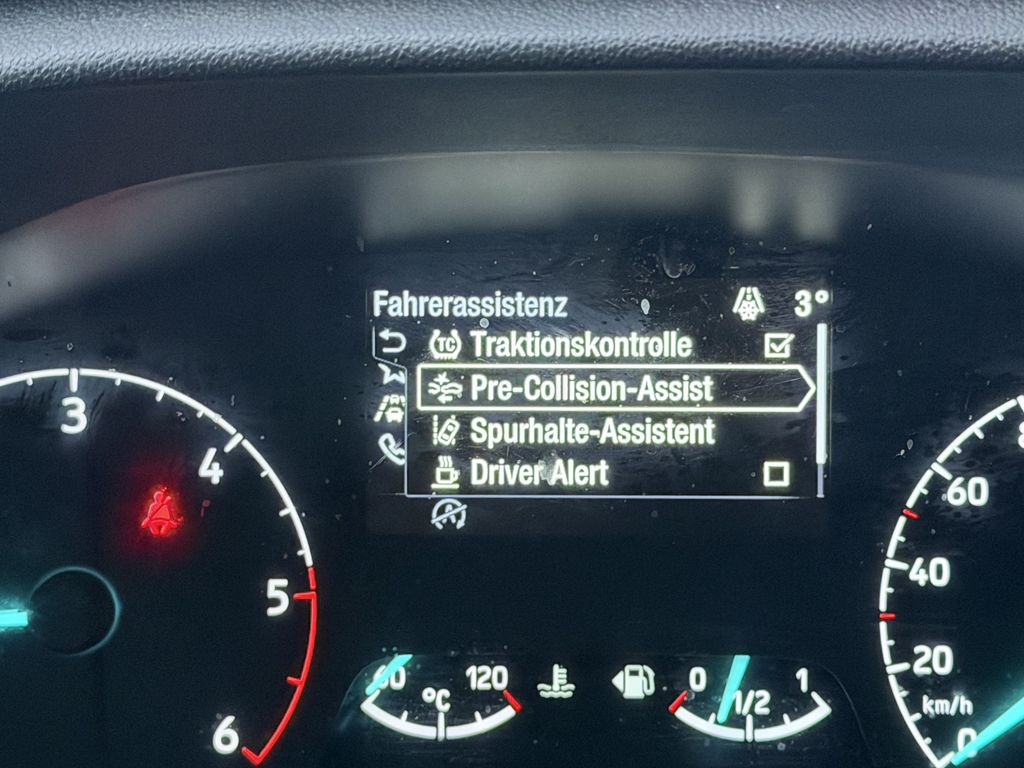 Fahrerassistenz 3°
TC Traktionskontrolle
Pre-Collision-Assist
Spurhalte-Assistent
Driver Alert
A
3
4
5
6
60 120
°C
0 1/2 1
60
40
20
km/h
0